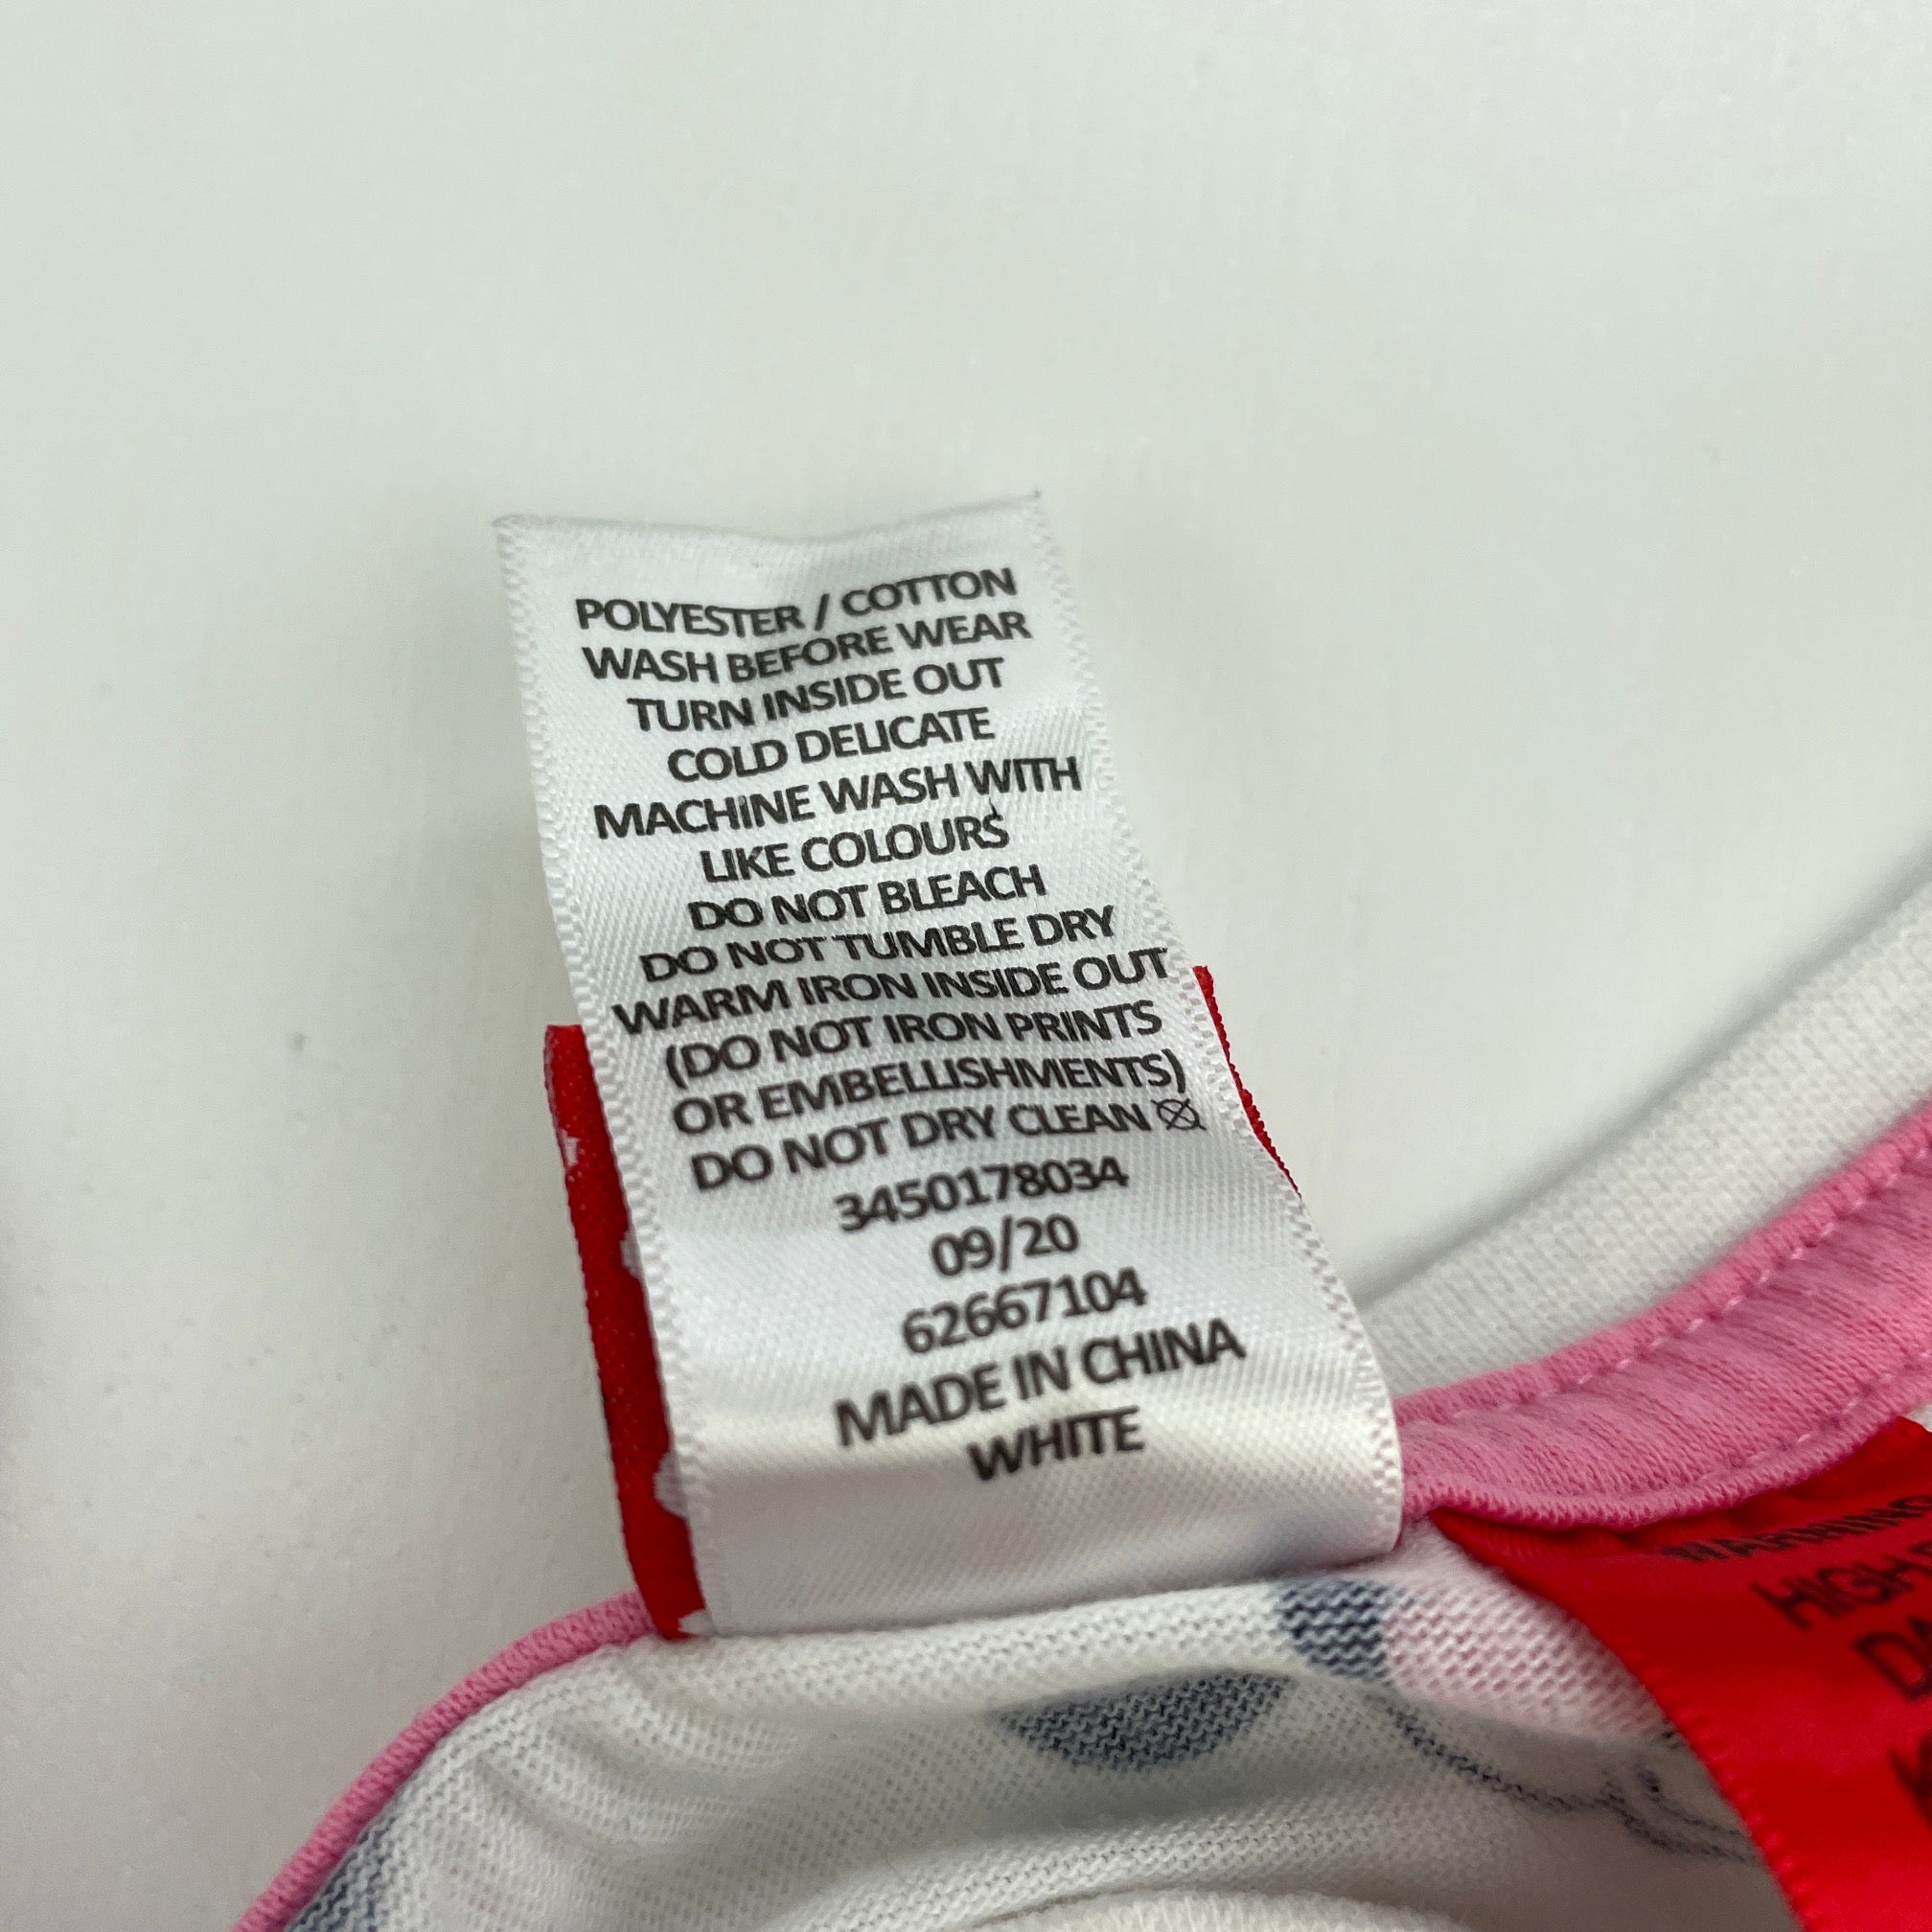 POLYESTER / COTTON
WASH BEFORE WEAR
TURN INSIDE OUT
COLD DELICATE
MACHINE WASH WITH
LIKE COLOURS
DO NOT BLEACH
DO NOT TUMBLE DRY
WARM IRON INSIDE OUT
(DO NOT IRON PRINTS
OR EMBELLISHMENTS)
DO NOT DRY CLEAN
3450178034
09/20
62667104
MADE IN CHINA
WHITE
WARNING
HIGH